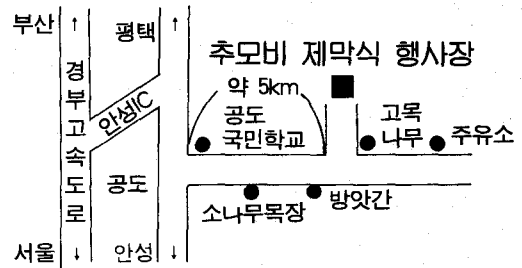 부산 ↑ 평택 ↑
추모비 제막식 행사장
약 5km
경부고속도로
안성IC
공도
국민학교
고목
나무
주유소
공도
소나무목장
방앗간
서울 ↓ 안성 ↓